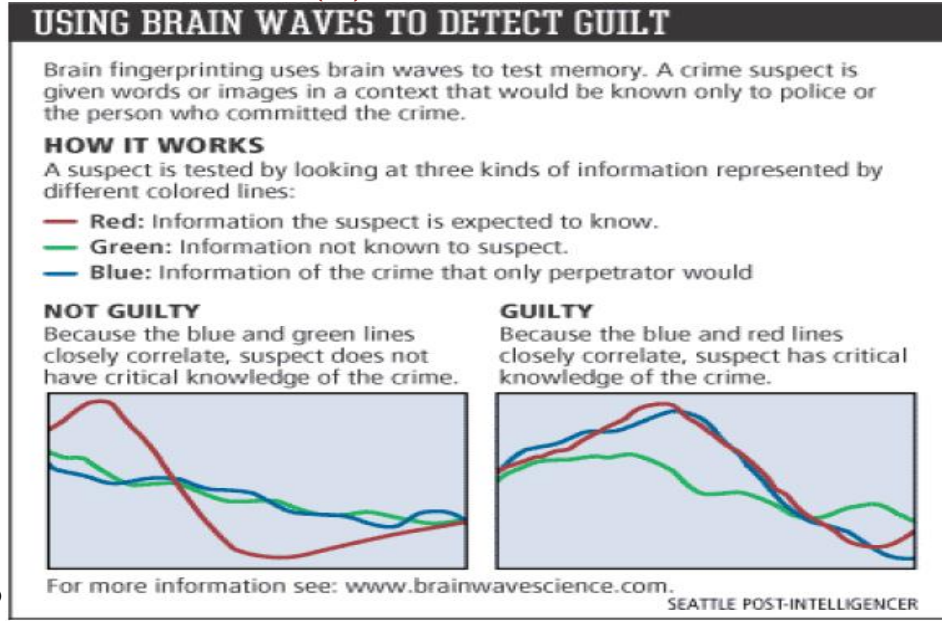 USING BRAIN WAVES TO DETECT GUILT
Brain fingerprinting uses brain waves to test memory. A crime suspect is
given words or images in a context that would be known only to police or
the person who committed the crime.
HOW IT WORKS
A suspect is tested by looking at three kinds of information represented by
different colored lines:
Red: Information the suspect is expected to know.
Green: Information not known to suspect.
Blue: Information of the crime that only perpetrator would
NOT GUILTY
Because the blue and green lines
closely correlate, suspect does not
have critical knowledge of the crime.
GUILTY
Because the blue and red lines
closely correlate, suspect has critical
knowledge of the crime.
For more information see: www.brainwavescience.com.
SEATTLE POST-INTELLIGENCER